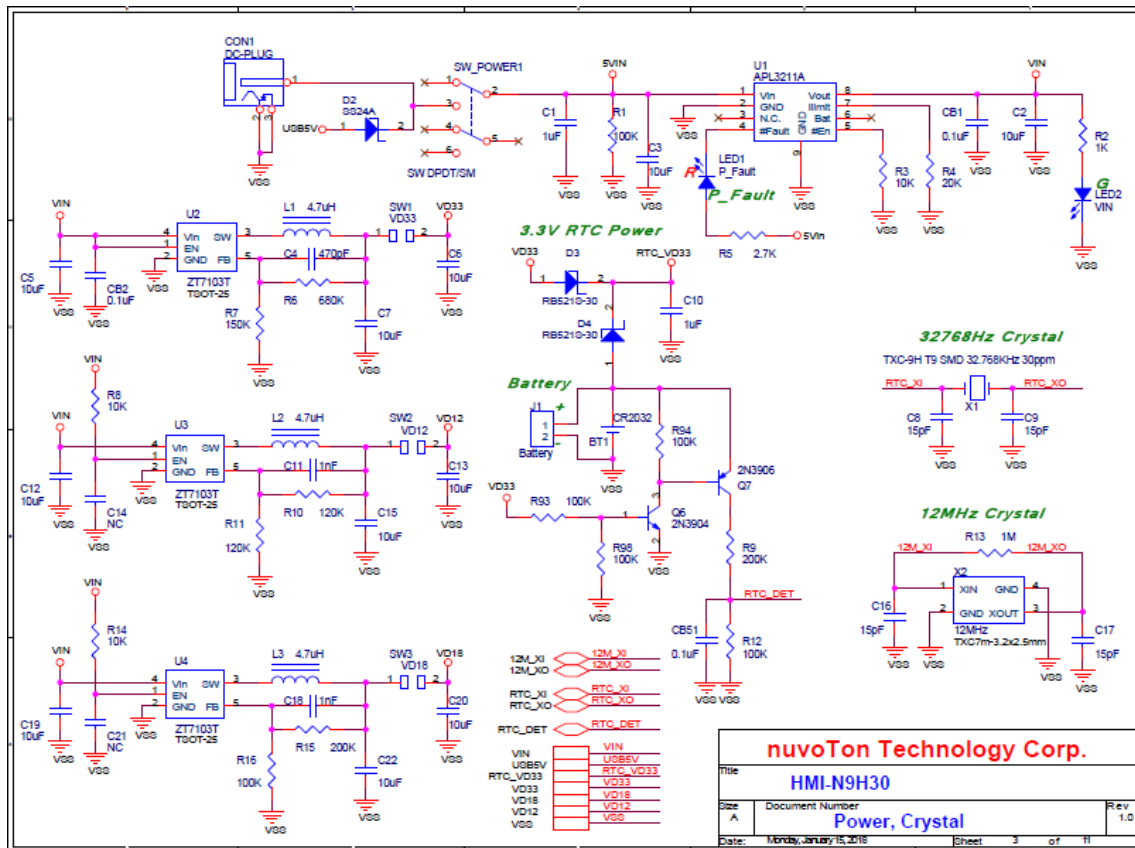 CON1
DC-PLUG
1
2
3
D2
SS24A
USB5V
1
2
SW_POWER1
1
2
3
4
5
6
SW DPDT/SM
VSS
5VIN
C1
1uF
VSS
R1
100K
VSS
C3
10uF
VSS
U1
APL3211A
1 Vin Vout 8
2 GND Ilimit 7
3 N.C. Bat 6
4 #Fault #En 5
GND
9
VSS
VSS
LED1
P_Fault
R
P_Fault
R5 2.7K
5Vin
R3
10K
VSS
R4
20K
VSS
VIN
CB1
0.1uF
VSS
C2
10uF
VSS
R2
1K
G
LED2
VIN
VSS
VIN
C5
10uF
VSS
CB2
0.1uF
VSS
U2
4 Vin SW 3
1 EN
2 GND FB 5
ZT7103T
TSOT-25
VSS
L1 4.7uH
C4 470pF
R6 680K
R7
150K
VSS
SW1
VD33
1 2
VD33
C6
10uF
VSS
C7
10uF
VSS
3.3V RTC Power
VD33
D3
1 2
RB521S-30
RTC_VD33
C10
1uF
VSS
2
D4
RB521S-30
1
32768Hz Crystal
TXC-9H T9 SMD 32.768KHz 30ppm
RTC_XI
RTC_XO
X1
C8
15pF
VSS
C9
15pF
VSS
VIN
R8
10K
VIN
C12
10uF
VSS
C14
NC
VSS
U3
4 Vin SW 3
1 EN
2 GND FB 5
ZT7103T
TSOT-25
VSS
L2 4.7uH
C11 1nF
R10 120K
R11
120K
VSS
SW2
VD12
1 2
VD12
C13
10uF
VSS
C15
10uF
VSS
Battery
J1 +
1
2
-
Battery
CR2032
BT1
VSS
R94
100K
2N3906
Q7
VD33
R93 100K
R98
100K
VSS
1
3
2
Q6
2N3904
VSS
R9
200K
RTC_DET
CB51
0.1uF
VSS
R12
100K
VSS
12MHz Crystal
R13 1M
12M_XI
12M_XO
X2
1 XIN GND 4
2 GND XOUT 3
12MHz
TXC7m-3.2x2.5mm
C16
15pF
VSS
VSS
VSS
C17
15pF
VSS
VIN
R14
10K
VIN
C19
10uF
VSS
C21
NC
VSS
U4
4 Vin SW 3
1 EN
2 GND FB 5
ZT7103T
TSOT-25
VSS
L3 4.7uH
C18 1nF
R15 200K
R16
100K
VSS
SW3
VD18
1 2
VD18
C20
10uF
VSS
C22
10uF
VSS
12M_XI 12M_XI
12M_XO 12M_XO
RTC_XI RTC_XI
RTC_XO RTC_XO
RTC_DET RTC_DET
VIN VIN
USB5V USB5V
RTC_VD33 RTC_VD33
VD33 VD33
VD18 VD18
VD12 VD12
VSS VSS
nuvoTon Technology Corp.
Title
HMI-N9H30
Size
A
Document Number
Power, Crystal
Rev
1.0
Date: Monday, January 15, 2018 Sheet 3 of 11